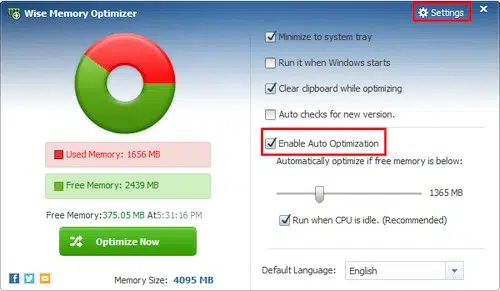 Wise Memory Optimizer
Settings
Used Memory: 1656 MB
Free Memory: 2439 MB
Free Memory:375.05 MB At5:31:16 PM
Optimize Now
Memory Size: 4095 MB
Minimize to system tray
Run it when Windows starts
Clear clipboard while optimizing
Auto checks for new version.
Enable Auto Optimization
Automatically optimize if free memory is below:
1365 MB
Run when CPU is idle. (Recommended)
Default Language: English